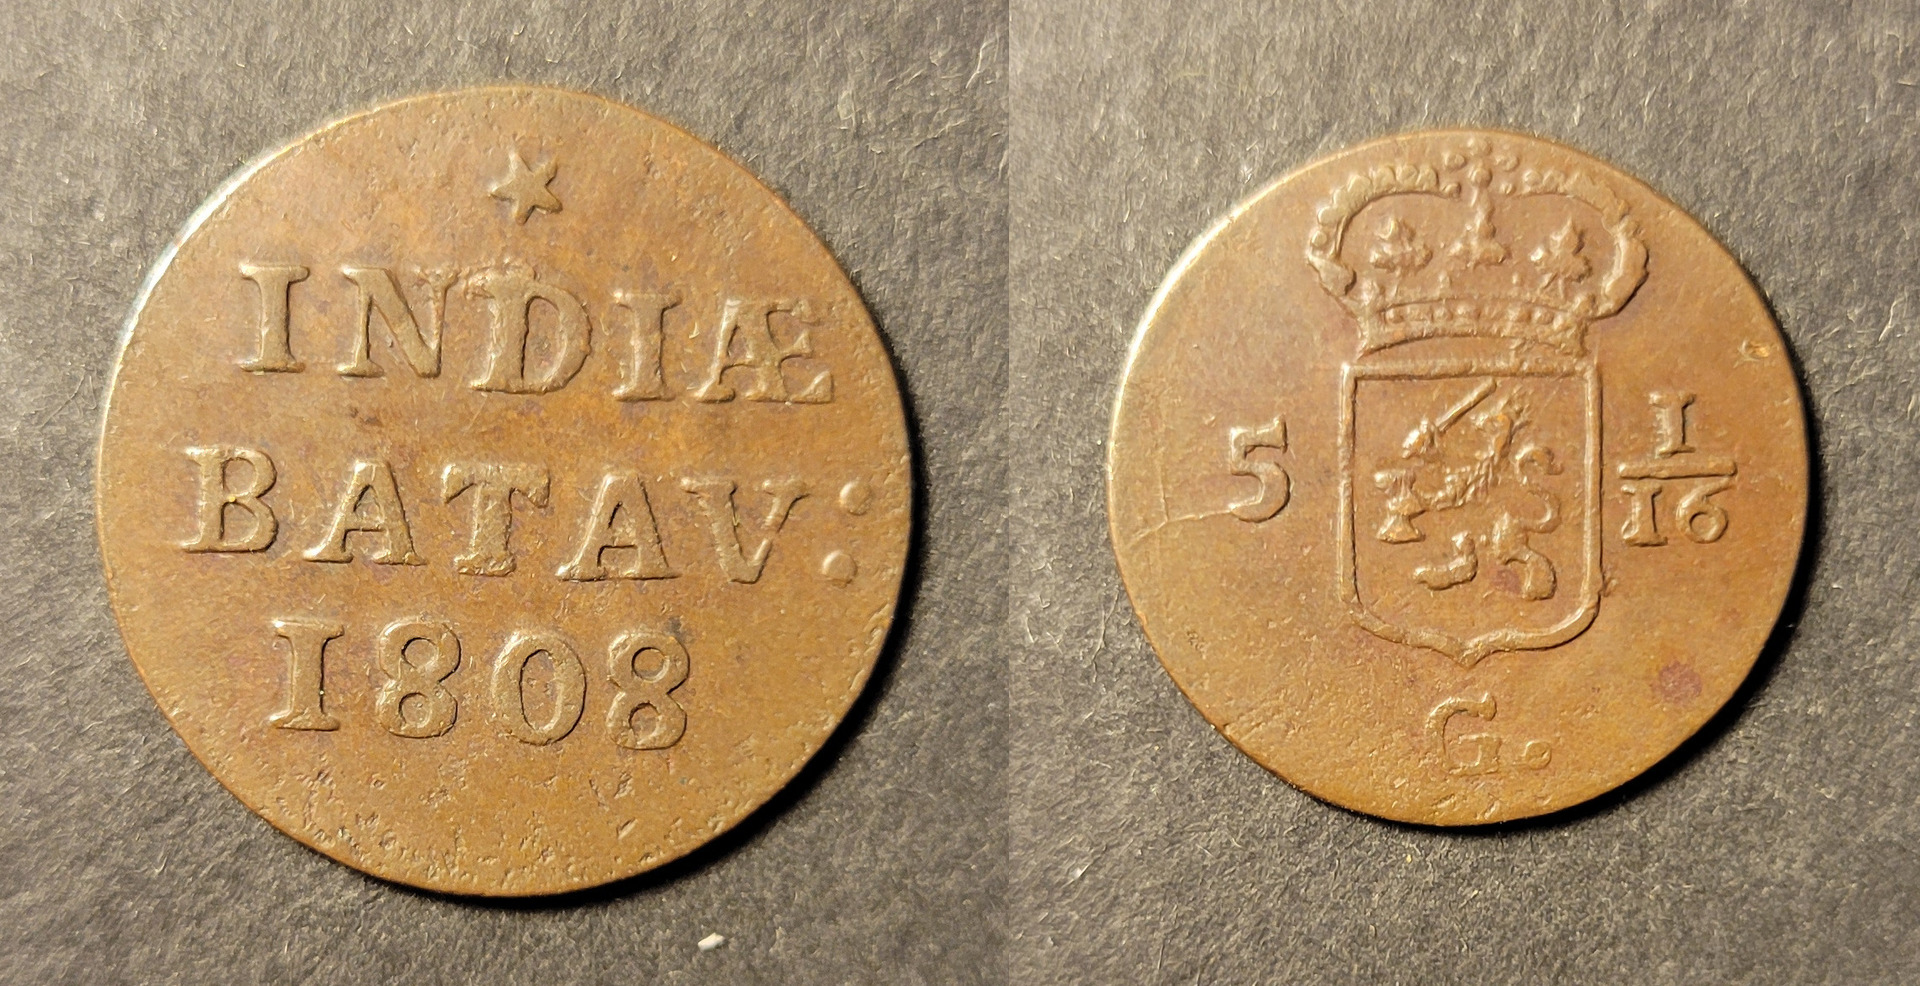 INDIÆ
BATAV:
1808
5 1/16
G.